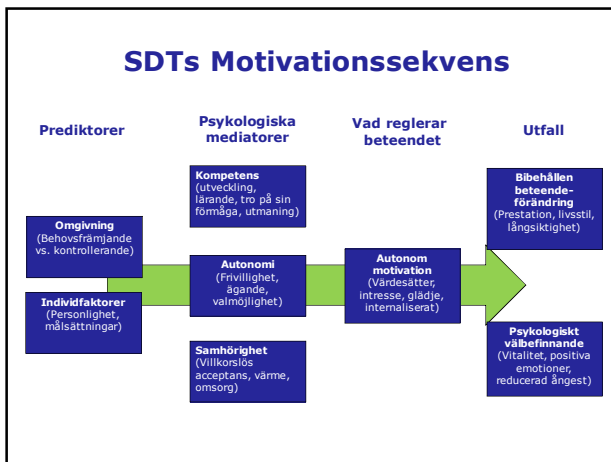 SDTs Motivationssekvens
Prediktorer
Psykologiska
mediatorer
Vad reglerar
beteendet
Utfall
Omgivning
(Behovsfrämjande
vs. kontrollerande)
Individfaktorer
(Personlighet,
målsättningar)
Kompetens
(utveckling,
lärande, tro på sin
förmåga, utmaning)
Autonomi
(Frivillighet,
ägande,
valmöjlighet)
Samhörighet
(Villkorslös
acceptans, värme,
omsorg)
Autonom
motivation
(Värdesätter,
intresse, glädje,
internaliserat)
Bibehållen
beteende-
förändring
(Prestation, livsstil,
långsiktighet)
Psykologiskt
välbefinnande
(Vitalitet, positiva
emotioner,
reducerad ångest)